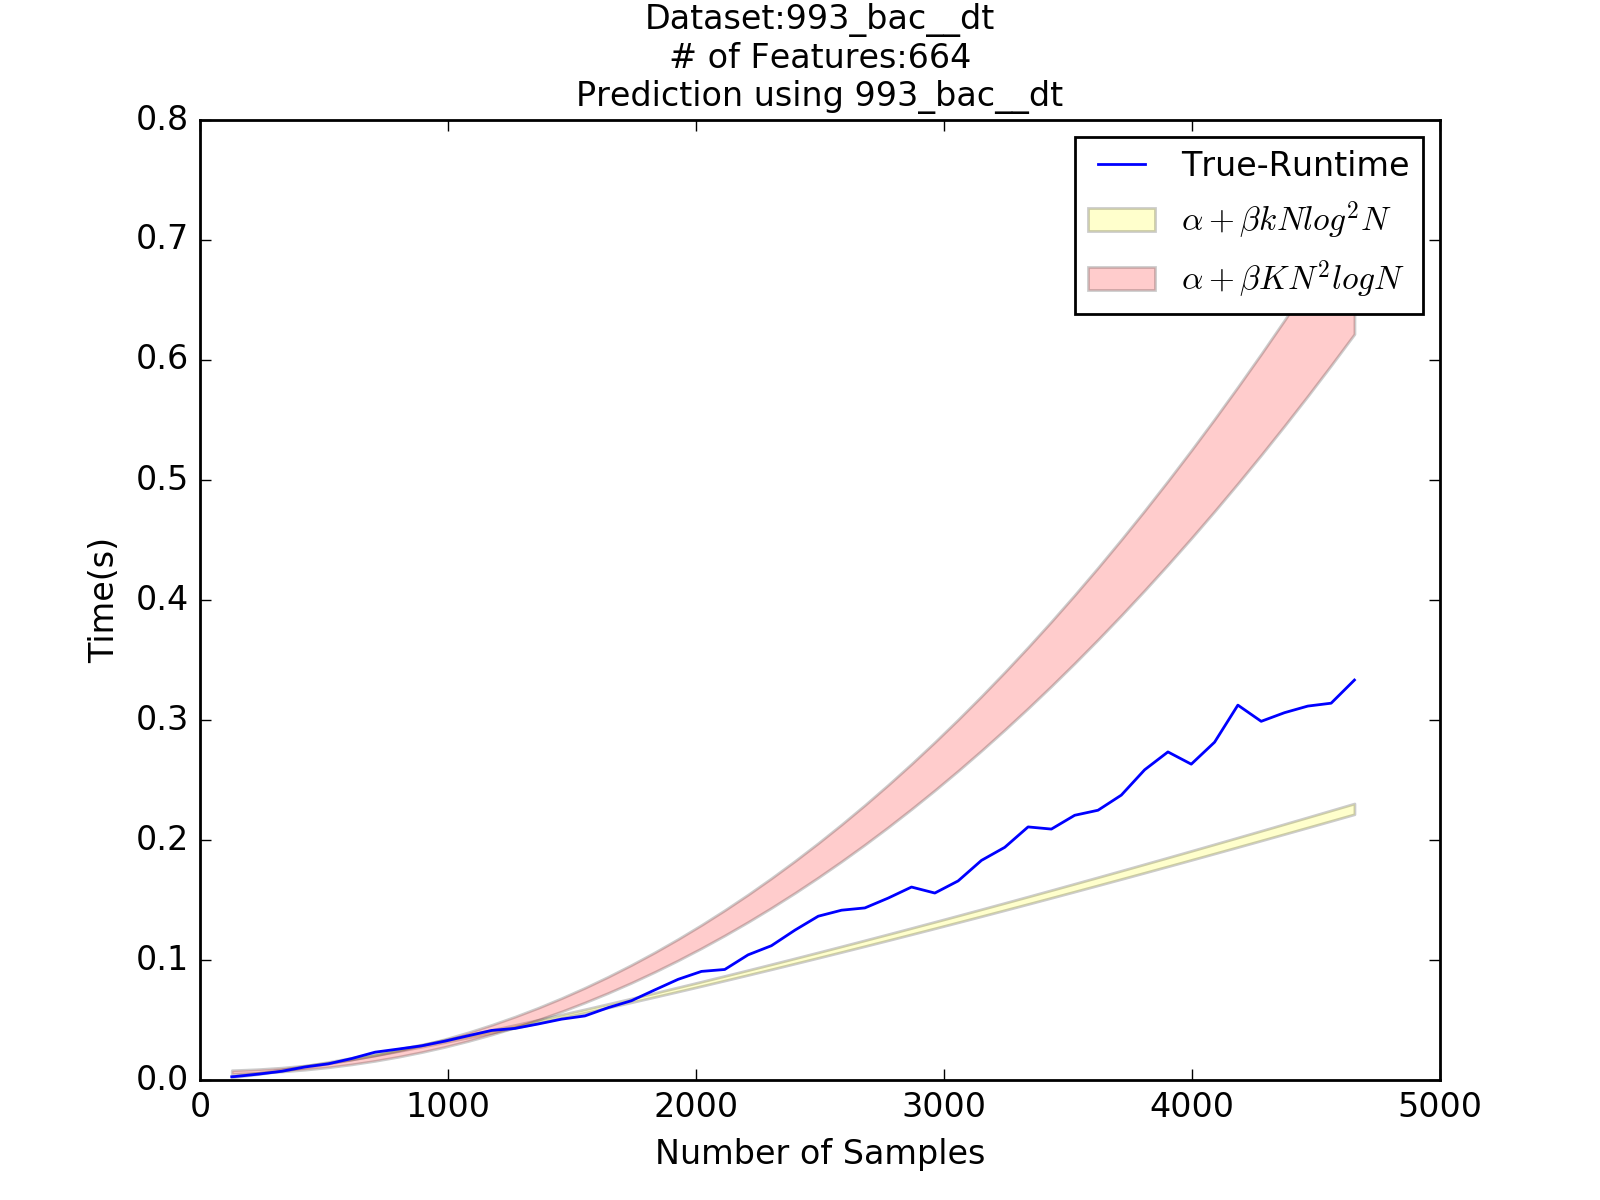 Dataset:993_bac__dt
# of Features:664
Prediction using 993_bac__dt
0.8
0.7
0.6
0.5
0.4
0.3
0.2
0.1
0.0
Time(s)
True-Runtime
α + βkNlog²N
α + βKN²logN
0 1000 2000 3000 4000 5000
Number of Samples